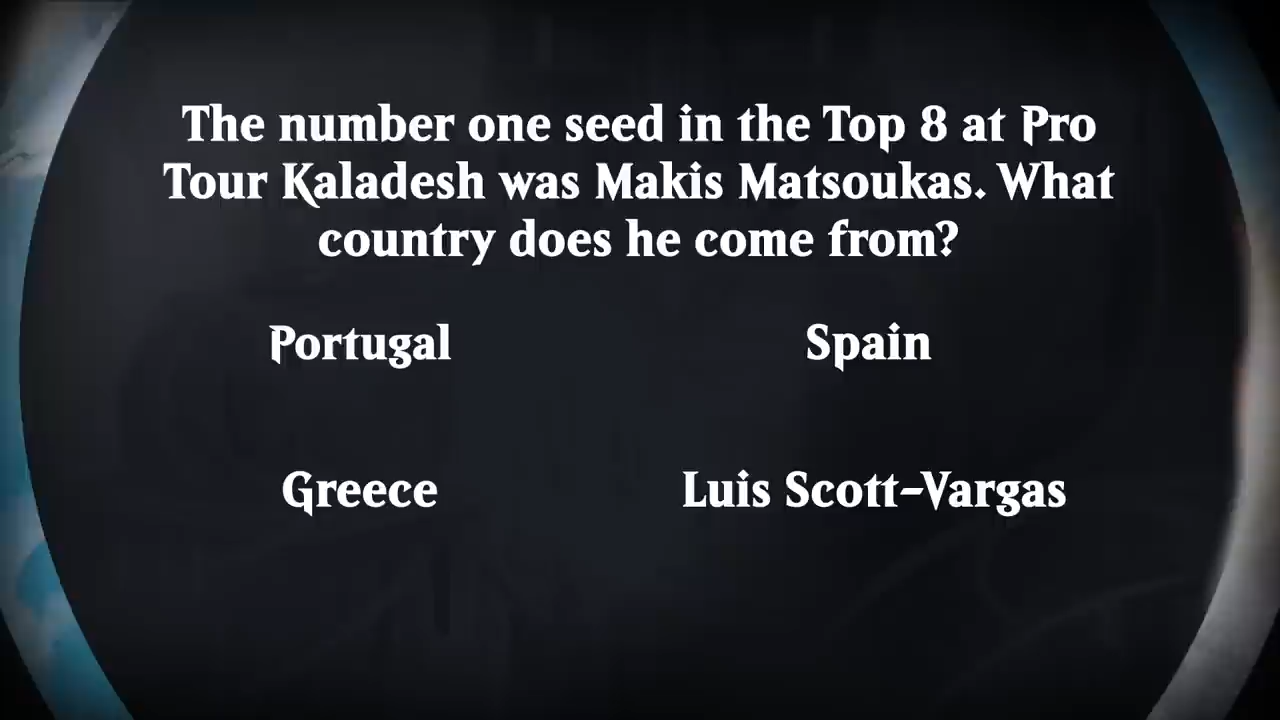 The number one seed in the Top 8 at Pro
Tour Kaladesh was Makis Matsoukas. What
country does he come from?
Portugal
Spain
Greece
Luis Scott-Vargas